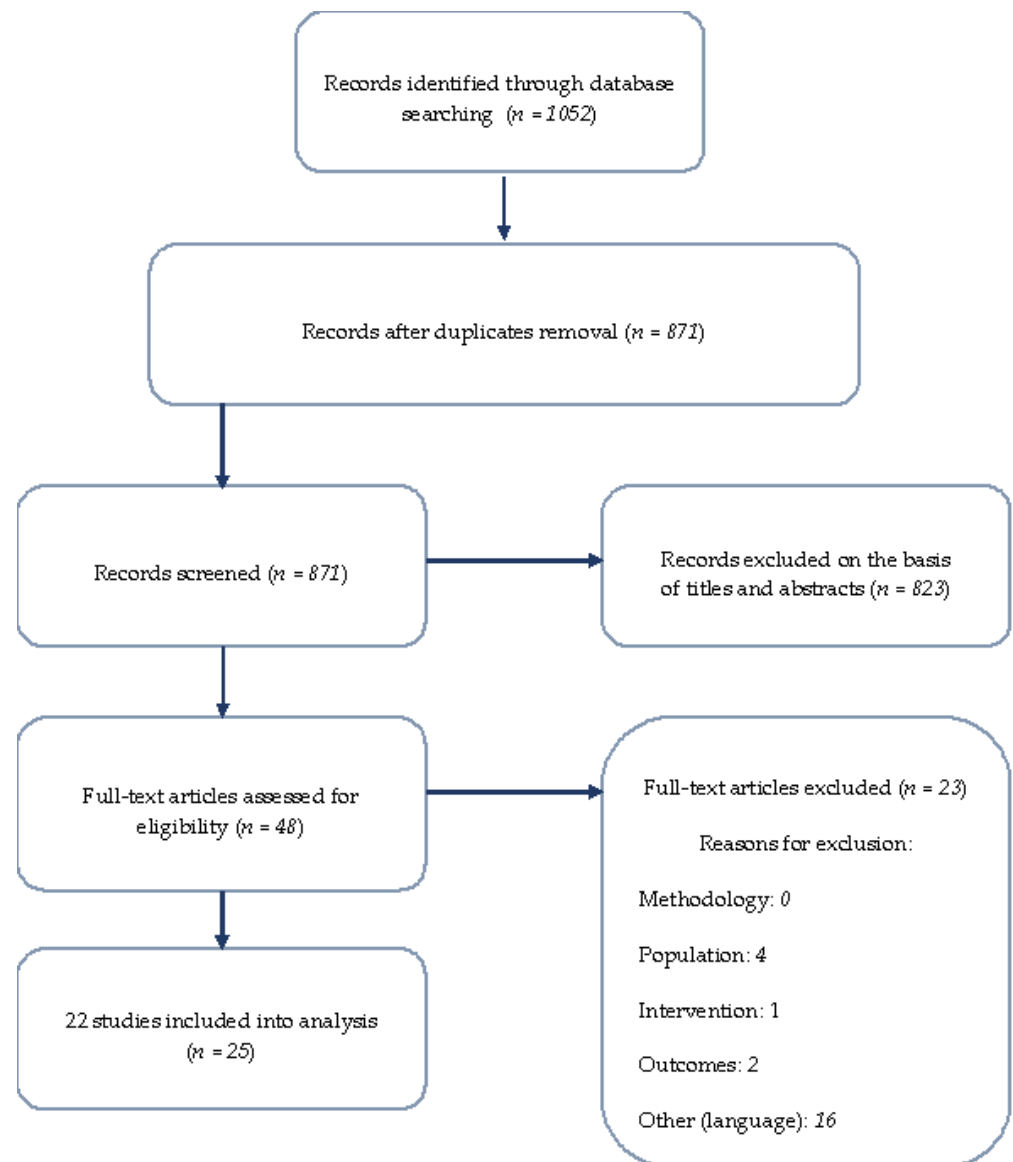 Records identified through database
searching (n = 1052)
Records after duplicates removal (n = 871)
Records screened (n = 871)
Records excluded on the basis
of titles and abstracts (n = 823)
Full-text articles assessed for
eligibility (n = 48)
Full-text articles excluded (n = 23)
Reasons for exclusion:
Methodology: 0
Population: 4
Intervention: 1
Outcomes: 2
Other (language): 16
22 studies included into analysis
(n = 25)